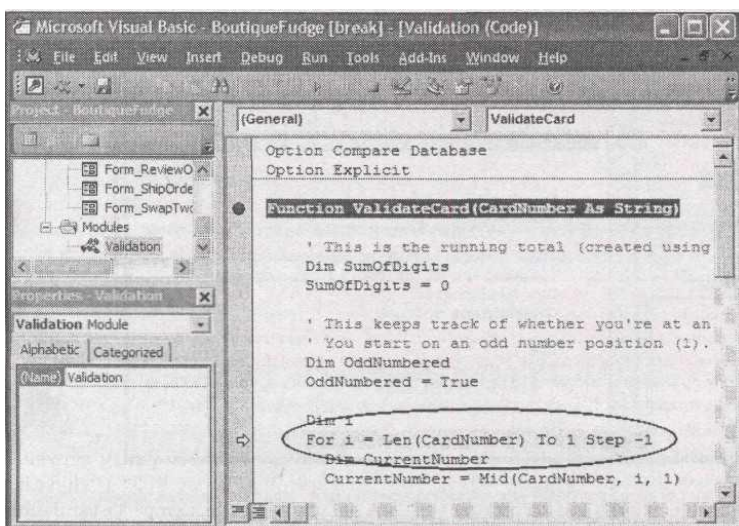 Microsoft Visual Basic - BoutiqueFudge [break] - [Validation (Code)]
File Edit View Insert Debug Run Tools Add-Ins Window Help
Project - BoutiqueFudge
Form_ReviewO
Form_ShipOrde
Form_SwapTwo
Modules
Validation
Properties - Validation
Validation Module
Alphabetic Categorized
(Name) Validation
(General) ValidateCard
Option Compare Database
Option Explicit
Function ValidateCard(CardNumber As String)
' This is the running total (created using
Dim SumOfDigits
SumOfDigits = 0
' This keeps track of whether you're at an
' You start on an odd number position (1).
Dim OddNumbered
OddNumbered = True
Dim i
For i = Len(CardNumber) To 1 Step -1
Dim CurrentNumber
CurrentNumber = Mid(CardNumber, i, 1)